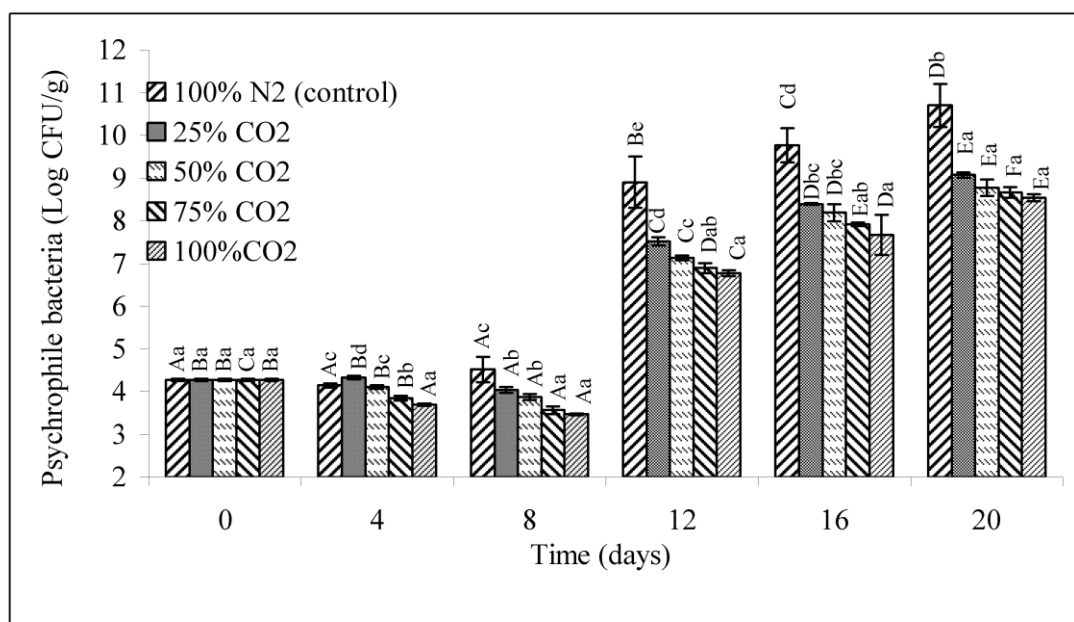 Psychrophile bacteria (Log CFU/g)
12
11
10
9
8
7
6
5
4
3
2
100% N2 (control)
25% CO2
50% CO2
75% CO2
100%CO2
Aa
Ba
Ba
Ca
Ba
Ac
Bd
Bc
Bb
Aa
Ac
Ab
Ab
Aa
Aa
Be
Cd
Cc
Dab
Ca
Cd
Dbc
Dbc
Eab
Da
Db
Ea
Ea
Fa
Ea
0
4
8
12
16
20
Time (days)